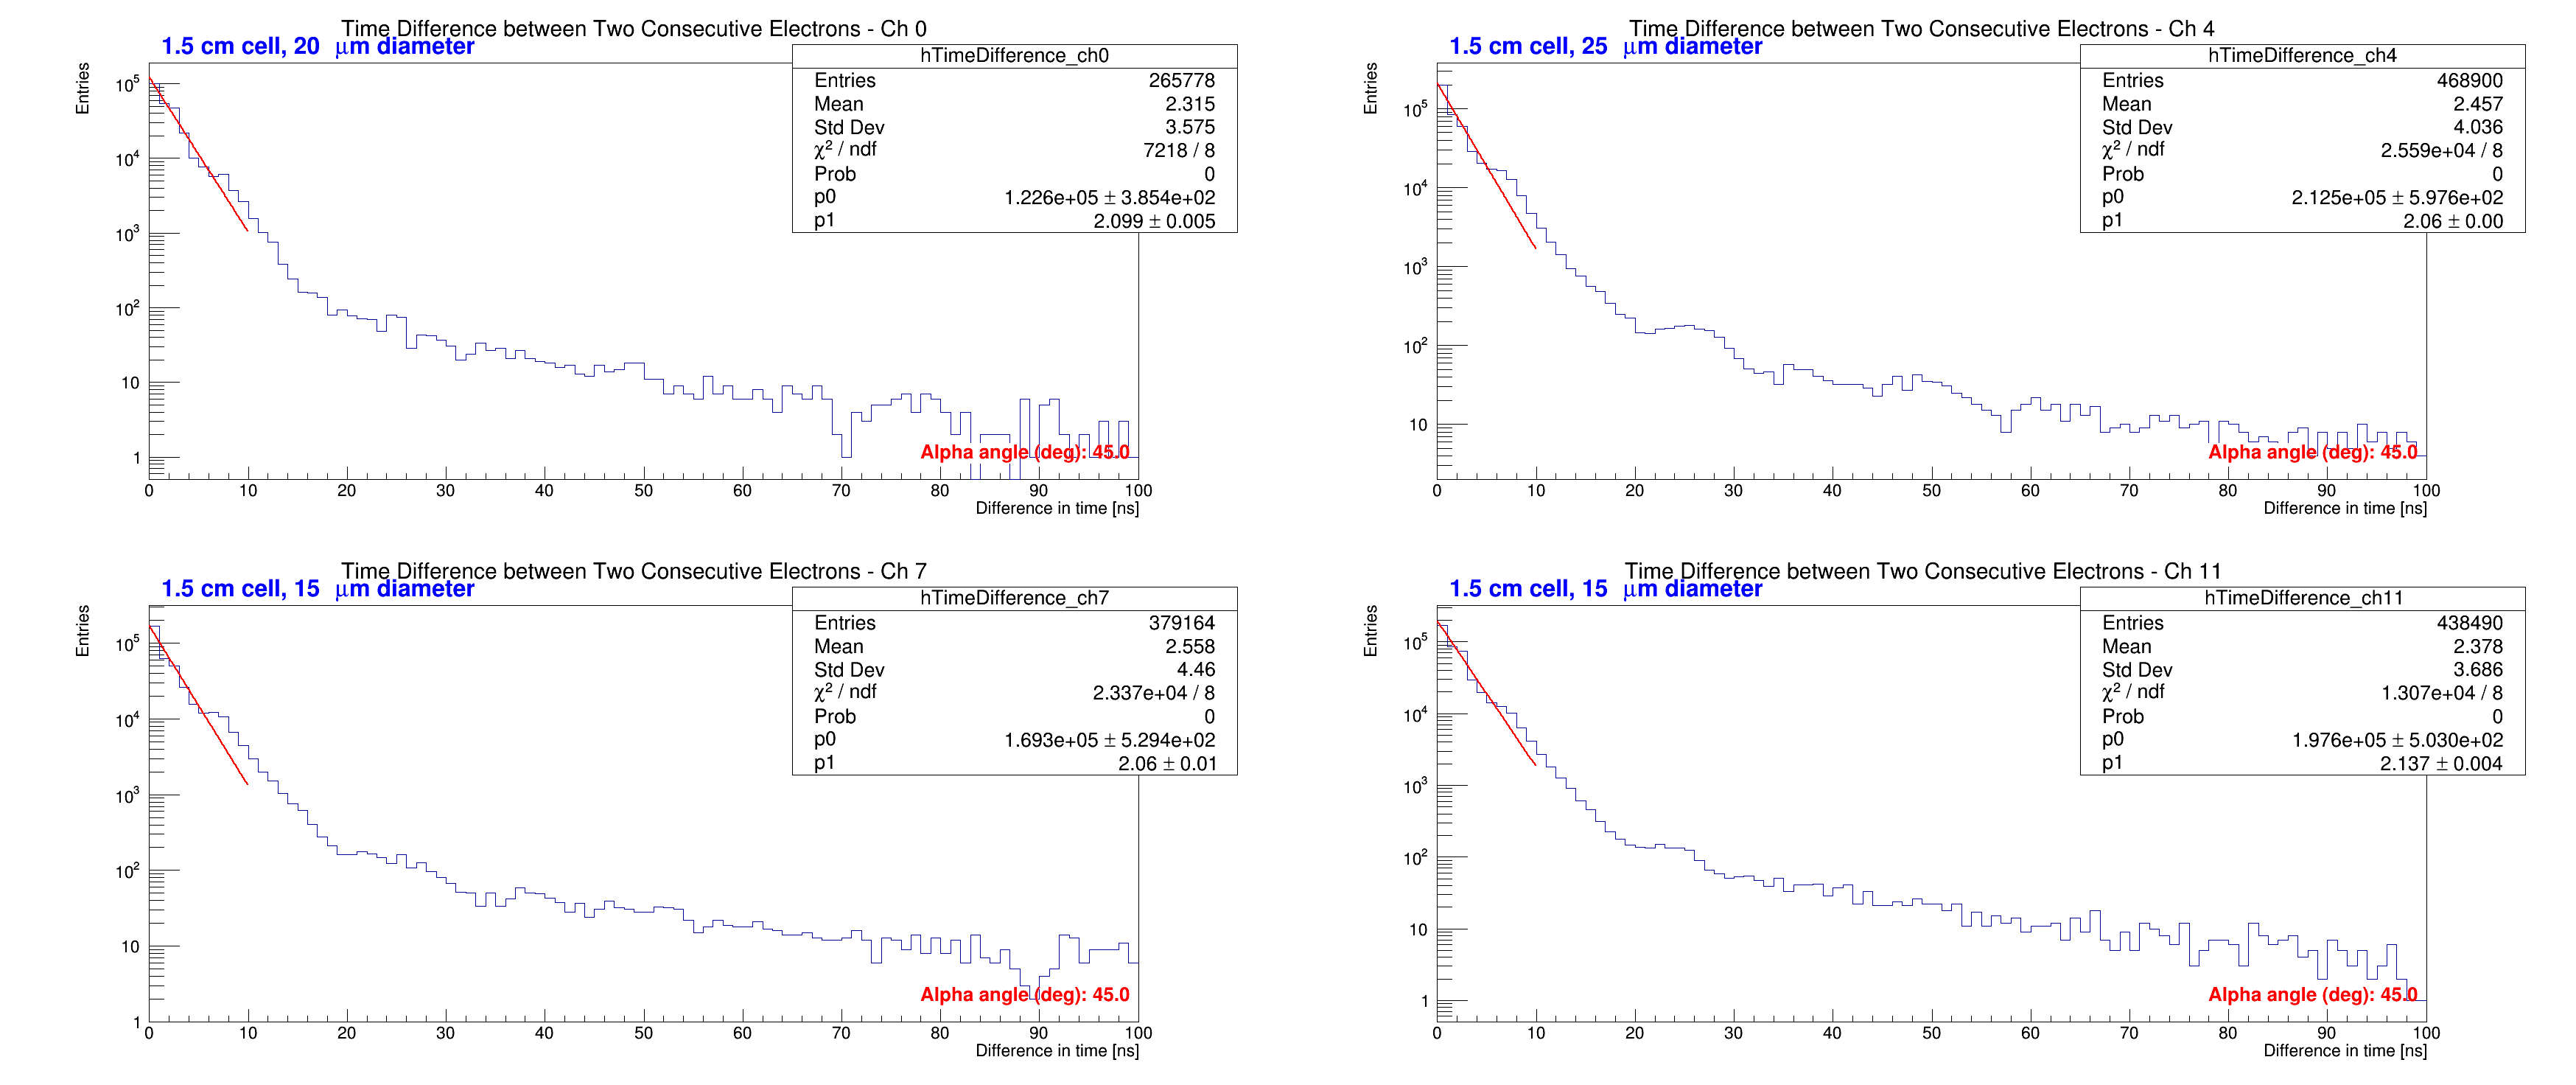 Time Difference between Two Consecutive Electrons - Ch 0
1.5 cm cell, 20 μm diameter
hTimeDifference_ch0
Entries 265778
Mean 2.315
Std Dev 3.575
χ² / ndf 7218 / 8
Prob 0
p0 1.226e+05 ± 3.854e+02
p1 2.099 ± 0.005
Entries
10⁵
10⁴
10³
10²
10
1
Alpha angle (deg): 45.0
0 10 20 30 40 50 60 70 80 90 100
Difference in time [ns]
Time Difference between Two Consecutive Electrons - Ch 4
1.5 cm cell, 25 μm diameter
hTimeDifference_ch4
Entries 468900
Mean 2.457
Std Dev 4.036
χ² / ndf 2.559e+04 / 8
Prob 0
p0 2.125e+05 ± 5.976e+02
p1 2.06 ± 0.00
Entries
10⁵
10⁴
10³
10²
10
Alpha angle (deg): 45.0
0 10 20 30 40 50 60 70 80 90 100
Difference in time [ns]
Time Difference between Two Consecutive Electrons - Ch 7
1.5 cm cell, 15 μm diameter
hTimeDifference_ch7
Entries 379164
Mean 2.558
Std Dev 4.46
χ² / ndf 2.337e+04 / 8
Prob 0
p0 1.693e+05 ± 5.294e+02
p1 2.06 ± 0.01
Entries
10⁵
10⁴
10³
10²
10
1
Alpha angle (deg): 45.0
0 10 20 30 40 50 60 70 80 90 100
Difference in time [ns]
Time Difference between Two Consecutive Electrons - Ch 11
1.5 cm cell, 15 μm diameter
hTimeDifference_ch11
Entries 438490
Mean 2.378
Std Dev 3.686
χ² / ndf 1.307e+04 / 8
Prob 0
p0 1.976e+05 ± 5.030e+02
p1 2.137 ± 0.004
Entries
10⁵
10⁴
10³
10²
10
1
Alpha angle (deg): 45.0
0 10 20 30 40 50 60 70 80 90 100
Difference in time [ns]